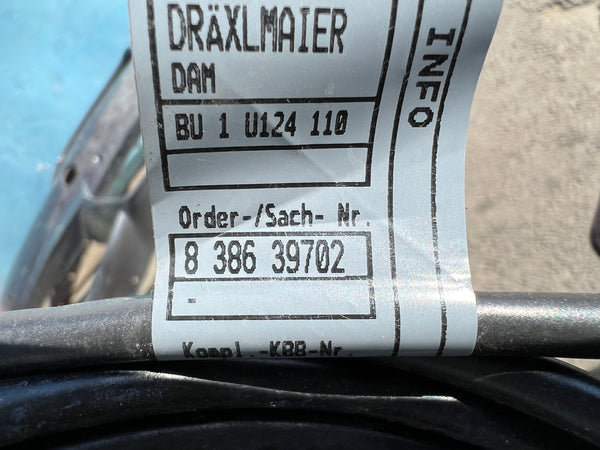 DRÄXLMAIER
DAM
BU 1 U124 110
Order-/Sach- Nr.
8 386 39702
-
Kompl.-KBB-Nr.
INFO